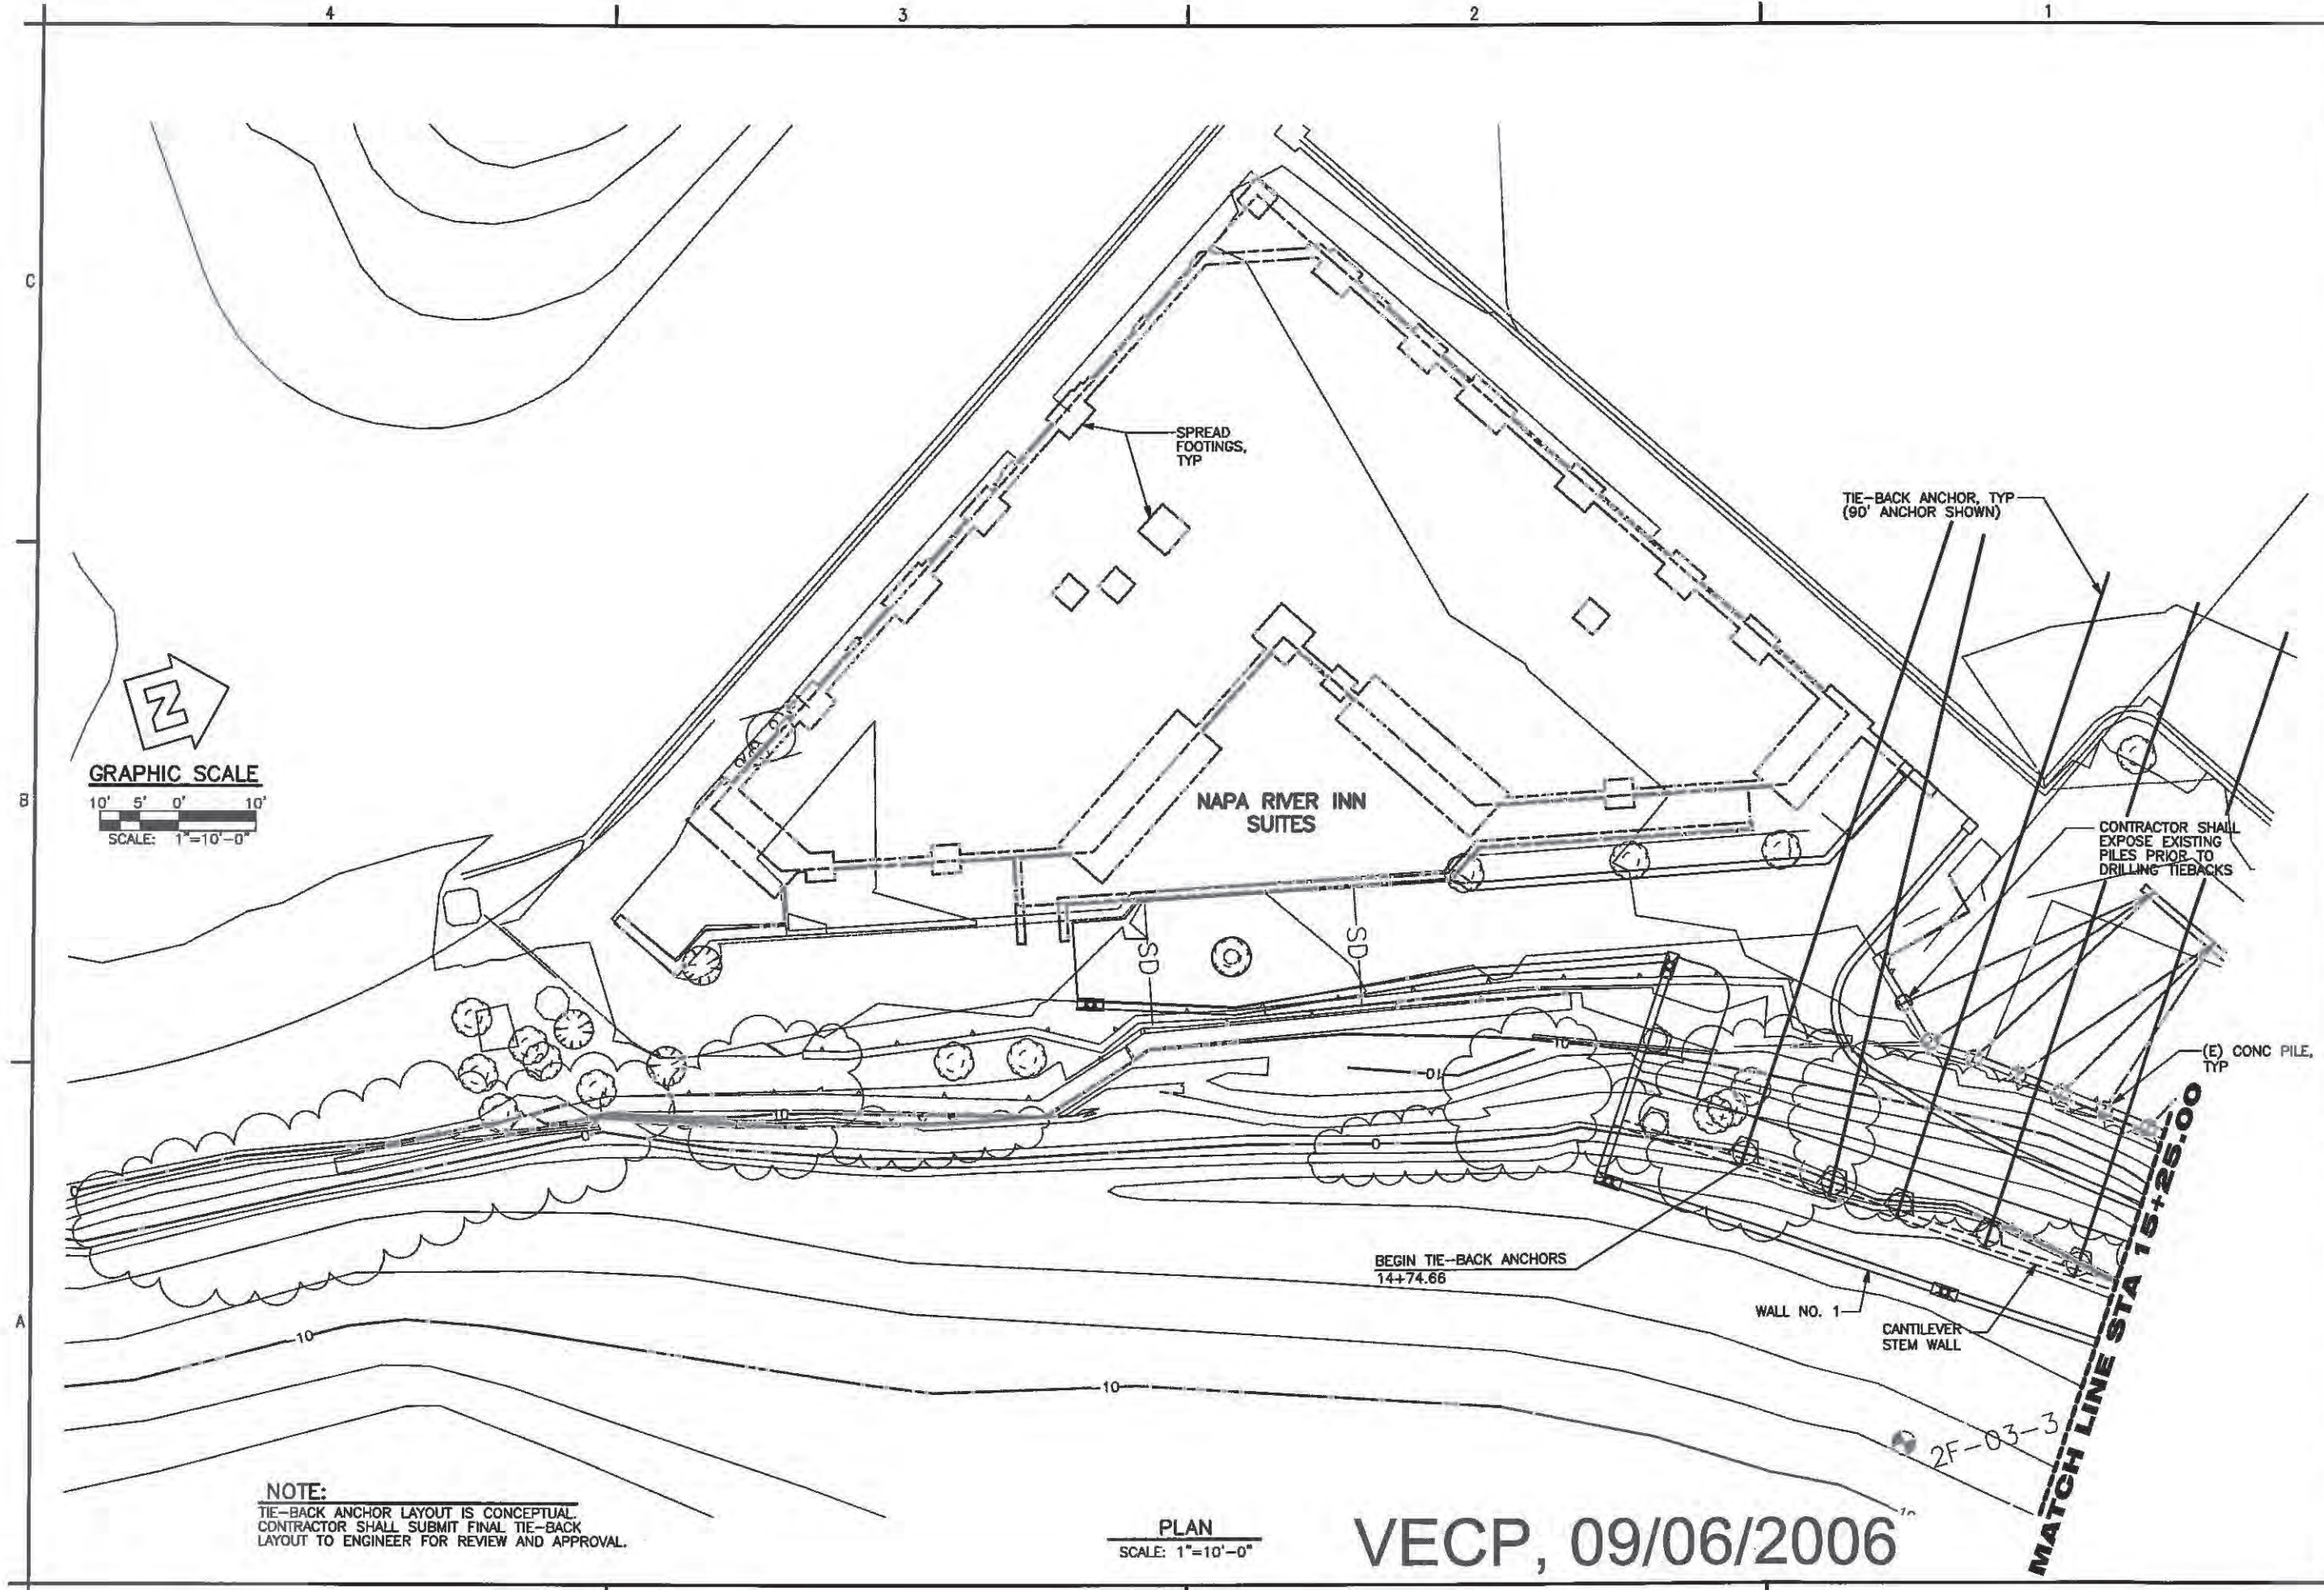 4
3
2
1
C
B
A
SPREAD
FOOTINGS,
TYP
TIE-BACK ANCHOR, TYP
(90' ANCHOR SHOWN)
N
GRAPHIC SCALE
10' 5' 0' 10'
SCALE: 1"=10'-0"
NAPA RIVER INN
SUITES
CONTRACTOR SHALL
EXPOSE EXISTING
PILES PRIOR TO
DRILLING TIEBACKS
SD
SD
(E) CONC PILE,
TYP
10
10
10
0
0
0
BEGIN TIE-BACK ANCHORS
14+74.66
WALL NO. 1
CANTILEVER
STEM WALL
MATCH LINE STA 15+25.00
10
10
2F-03-3
NOTE:
TIE-BACK ANCHOR LAYOUT IS CONCEPTUAL.
CONTRACTOR SHALL SUBMIT FINAL TIE-BACK
LAYOUT TO ENGINEER FOR REVIEW AND APPROVAL.
PLAN
SCALE: 1"=10'-0"
VECP, 09/06/2006